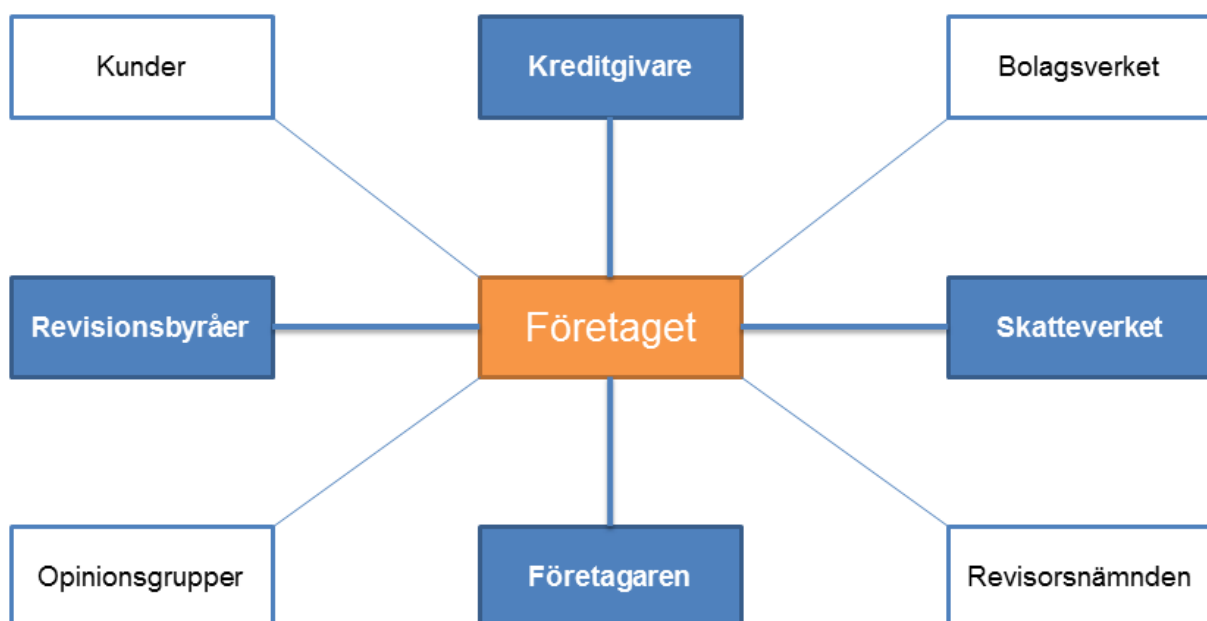 Kunder
Kreditgivare
Bolagsverket
Revisionsbyråer
Företaget
Skatteverket
Opinionsgrupper
Företagaren
Revisorsnämnden